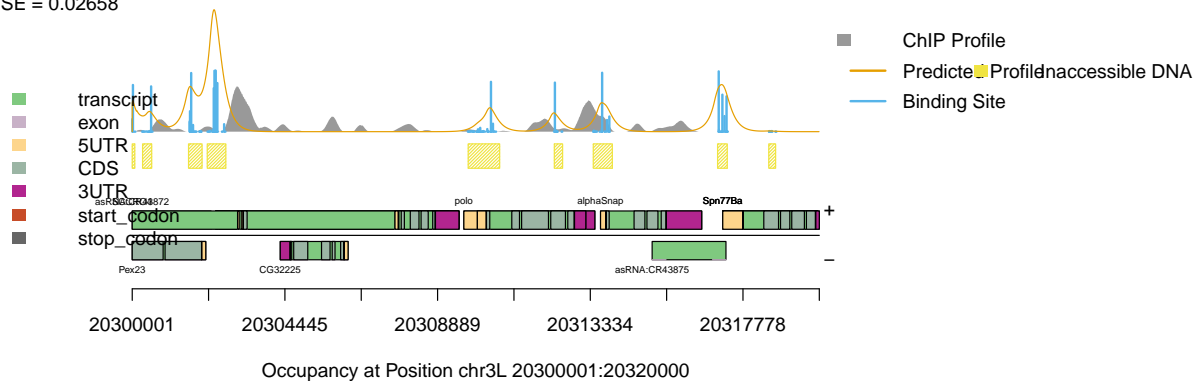 SE = 0.02658
ChIP Profile
Predicted Profile
Inaccessible DNA
Binding Site
transcript
exon
5UTR
CDS
3UTR
start_codon
stop_codon
polo
alphaSnap
Spn77Ba
+
Pex23
CG32225
asRNA:CR43875
–
20300001
20304445
20308889
20313334
20317778
Occupancy at Position chr3L 20300001:20320000